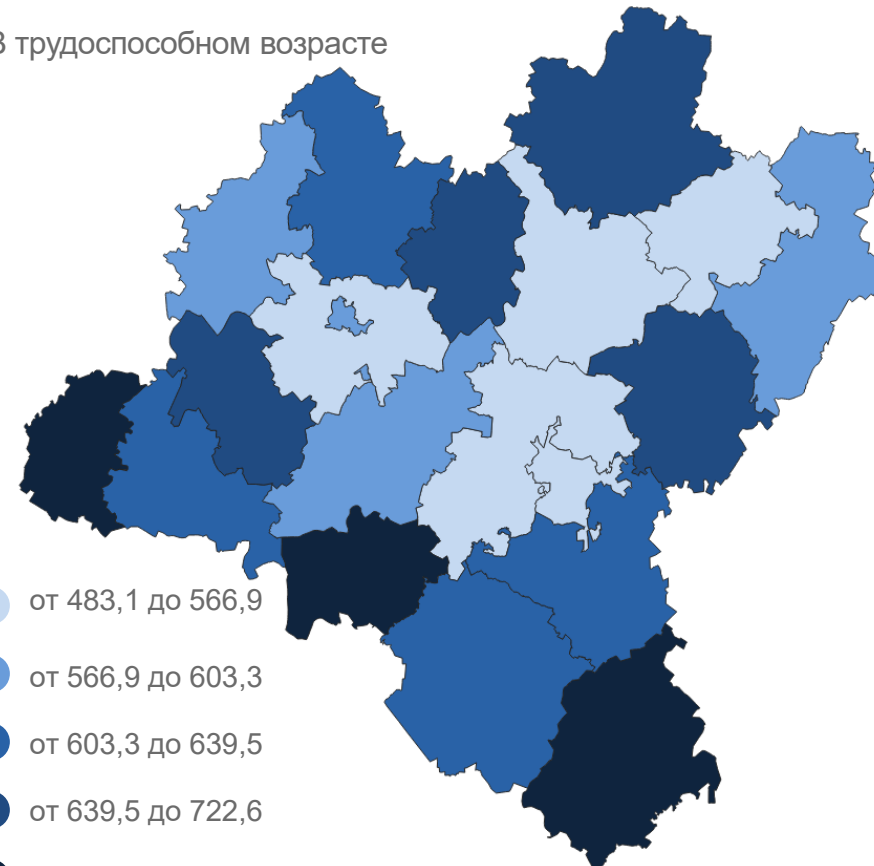 В трудоспособном возрасте
от 483,1 до 566,9
от 566,9 до 603,3
от 603,3 до 639,5
от 639,5 до 722,6